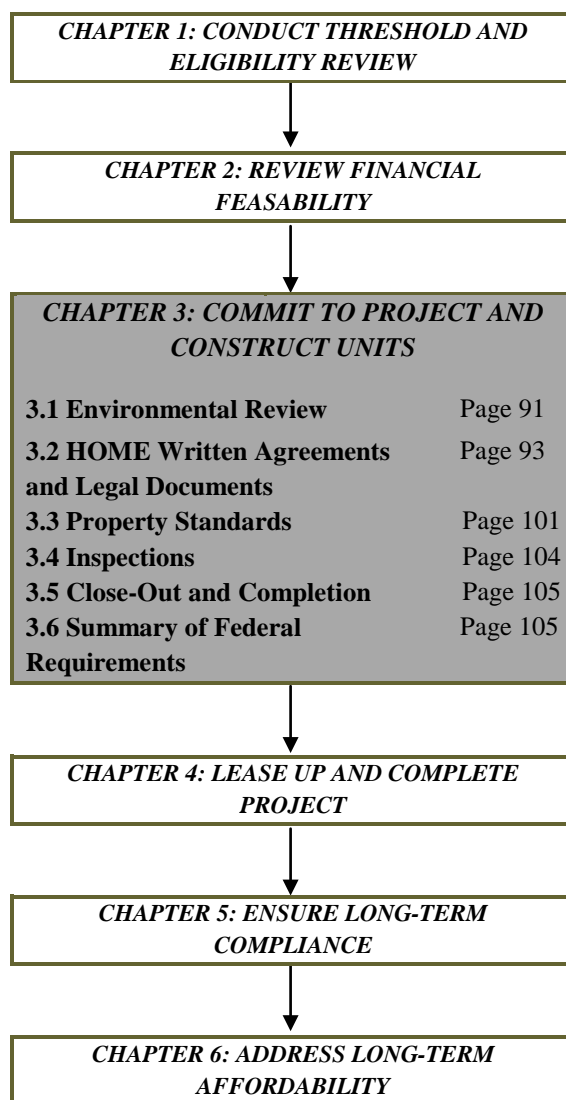 CHAPTER 1: CONDUCT THRESHOLD AND
ELIGIBILITY REVIEW
CHAPTER 2: REVIEW FINANCIAL
FEASABILITY
CHAPTER 3: COMMIT TO PROJECT AND
CONSTRUCT UNITS
3.1 Environmental Review Page 91
3.2 HOME Written Agreements Page 93
and Legal Documents
3.3 Property Standards Page 101
3.4 Inspections Page 104
3.5 Close-Out and Completion Page 105
3.6 Summary of Federal Page 105
Requirements
CHAPTER 4: LEASE UP AND COMPLETE
PROJECT
CHAPTER 5: ENSURE LONG-TERM
COMPLIANCE
CHAPTER 6: ADDRESS LONG-TERM
AFFORDABILITY